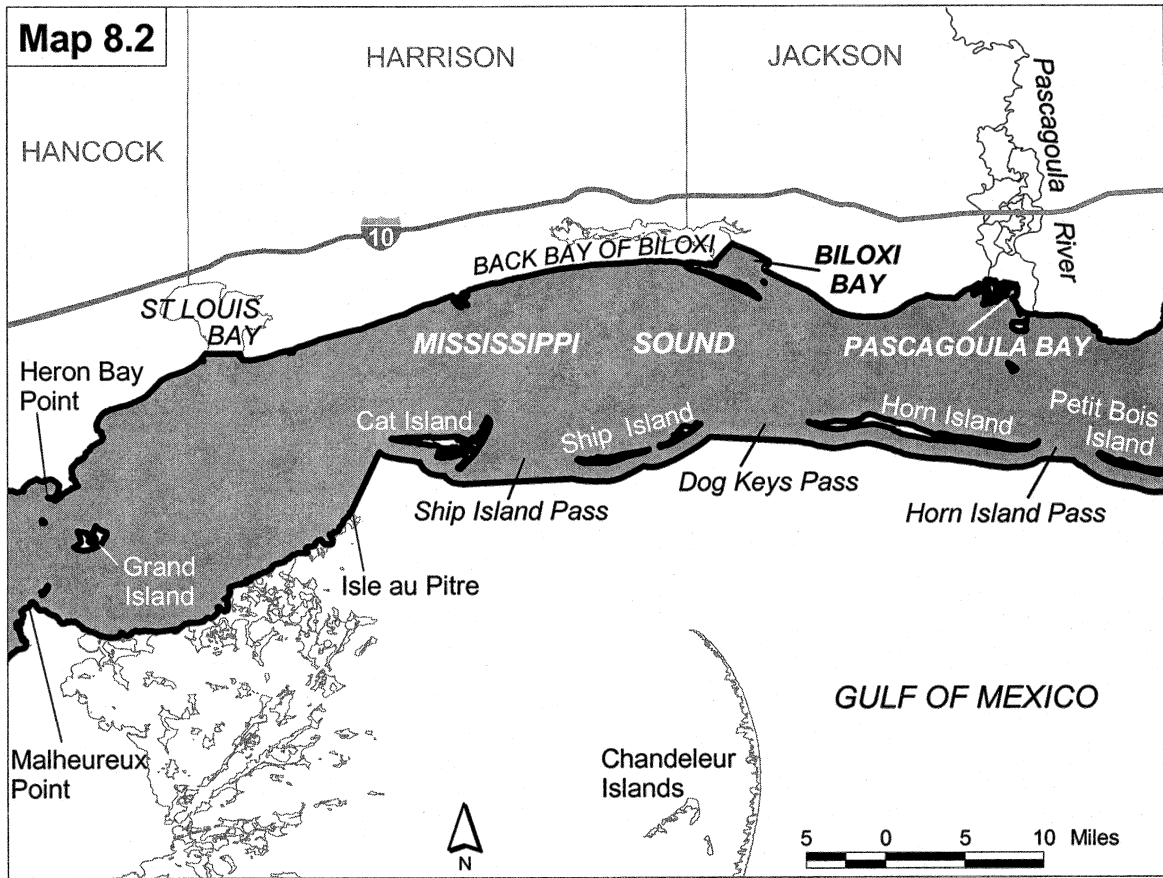 Map 8.2
HARRISON
JACKSON
HANCOCK
Pascagoula
River
10
BACK BAY OF BILOXI
BILOXI
BAY
ST LOUIS
BAY
MISSISSIPPI SOUND
PASCAGOULA BAY
Heron Bay
Point
Cat Island
Ship Island
Horn Island
Petit Bois
Island
Ship Island Pass
Dog Keys Pass
Horn Island Pass
Grand
Island
Isle au Pitre
Malheureux
Point
GULF OF MEXICO
Chandeleur
Islands
N
5 0 5 10 Miles